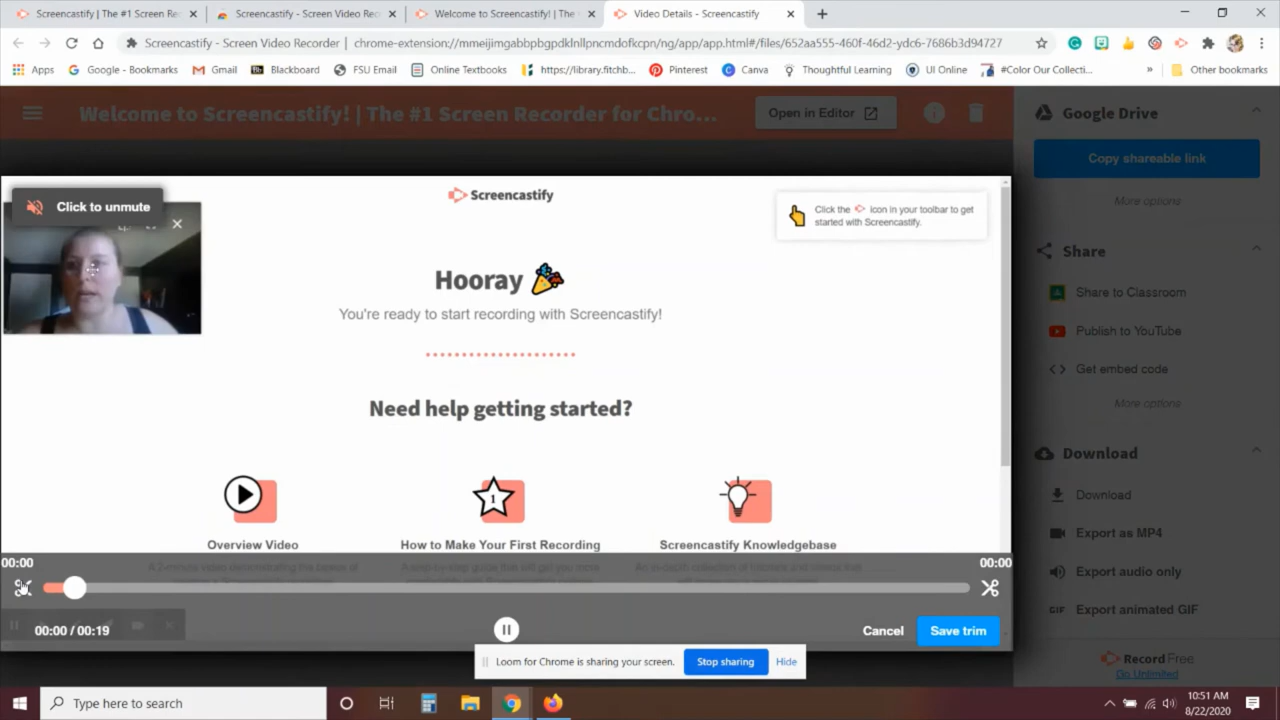 Screencastify | The #1 Screen Re
Screencastify - Screen Video Rec
Welcome to Screencastify! | The
Video Details - Screencastify
Screencastify - Screen Video Recorder | chrome-extension://mmeijimgabbpbgpdklnllpncmdofkcpn/ng/app/app.html#/files/652aa555-460f-46d2-ydc6-7686b3d94727
Apps
Google - Bookmarks
Gmail
Blackboard
FSU Email
Online Textbooks
https://library.fitchb...
Pinterest
Canva
Thoughtful Learning
UI Online
#Color Our Collecti...
»
Other bookmarks
Welcome to Screencastify! | The #1 Screen Recorder for Chro...
Open in Editor
Google Drive
Copy shareable link
More options
Share
Share to Classroom
Publish to YouTube
Get embed code
More options
Download
Download
Export as MP4
Export audio only
GIF Export animated GIF
Record Free
Go Unlimited
Click to unmute
Screencastify
Click the icon in your toolbar to get
started with Screencastify.
Hooray
You're ready to start recording with Screencastify!
Need help getting started?
1
Overview Video
How to Make Your First Recording
Screencastify Knowledgebase
00:00
00:00
00:00 / 00:19
Cancel
Save trim
Loom for Chrome is sharing your screen.
Stop sharing
Hide
Type here to search
10:51 AM
8/22/2020